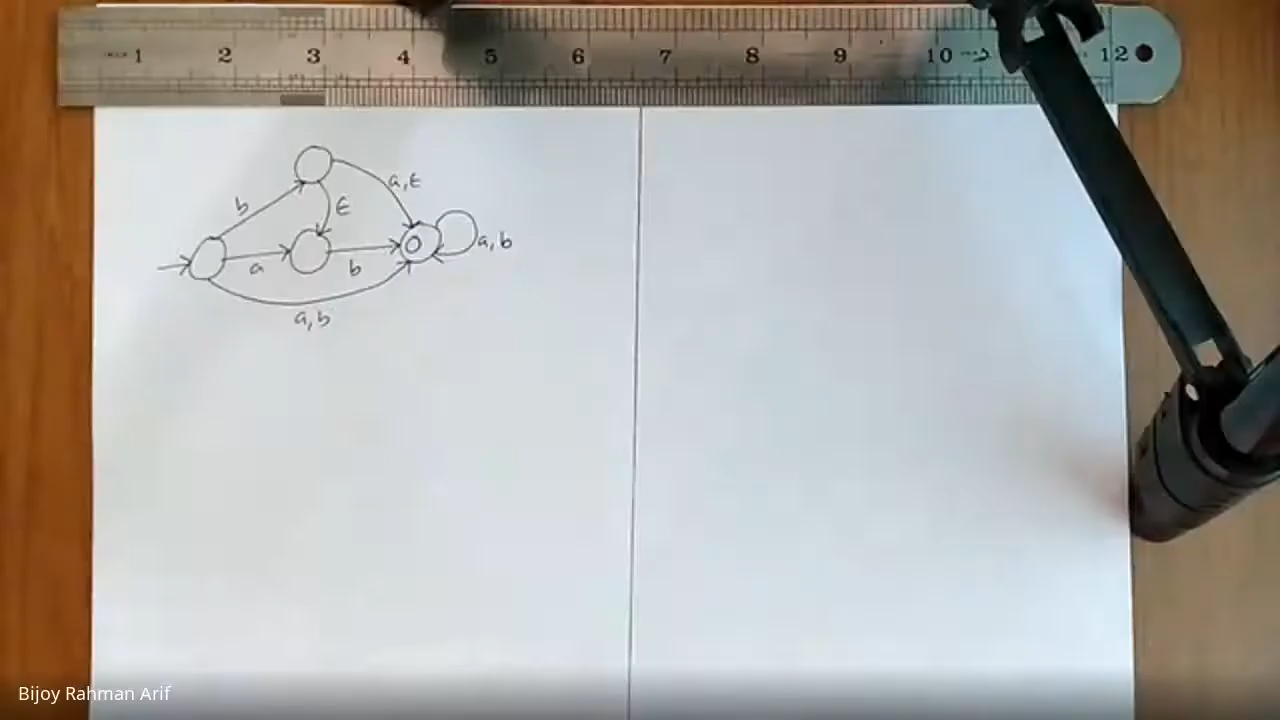 1 2 3 4 5 6 7 8 9 10 12
a, ε
b
ε
a, b
a
b
a, b
Bijoy Rahman Arif